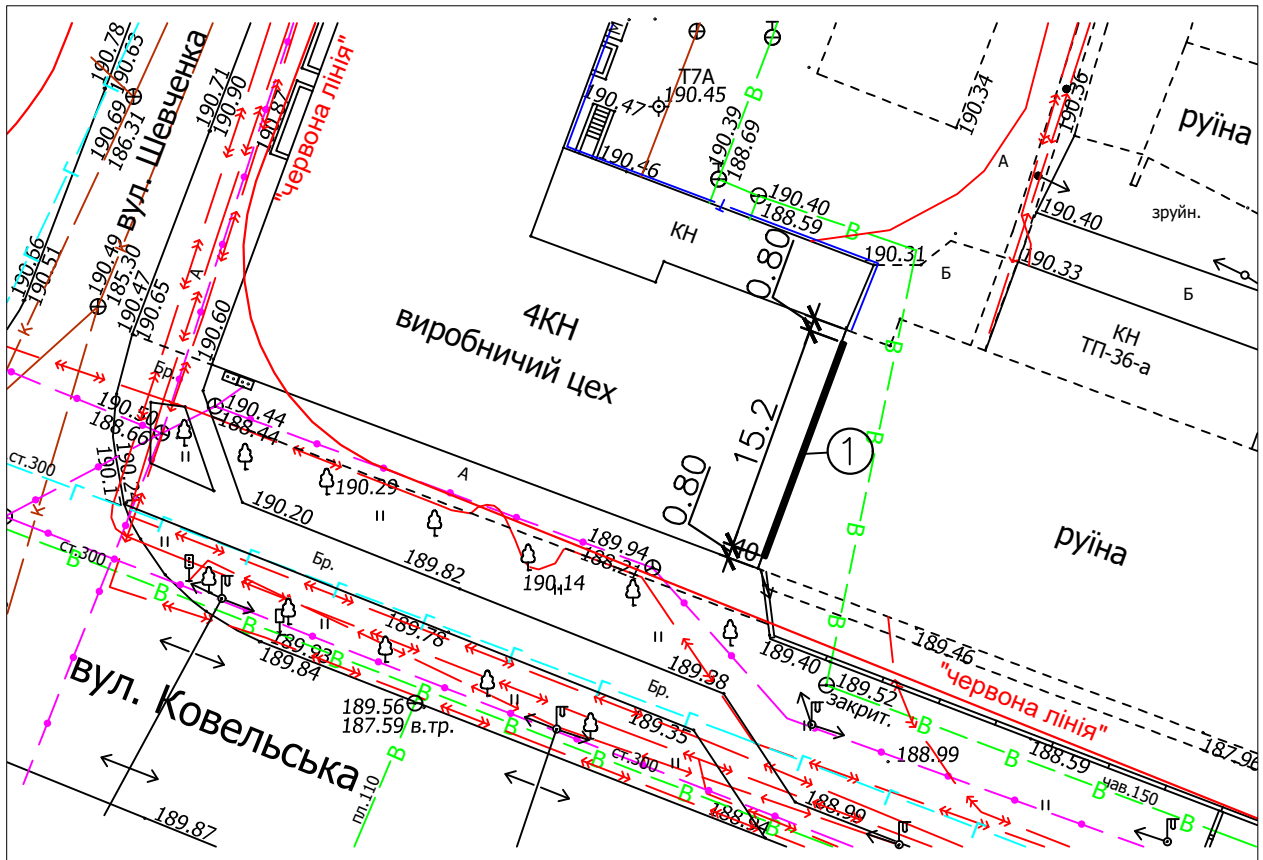 190.78
190.63
190.69
186.31
вул. Шевченка
190.71
190.90
190.87
"червона лінія"
М
190.47
Т7А
190.45
190.46
190.39
188.69
В
190.34
190.36
руїна
А
190.40
188.59
В
190.40
зруйн.
190.31
190.33
Б
Б
КН
ТП-36-а
КН
0.80
4КН
виробничий цех
190.66
190.51
190.49
185.30
190.47
190.65
190.60
А
К
Г
Бр.
190.50
188.66
190.44
188.44
В
15.2
1
В
А
190.29
ст.300
К
190.20
189.94
0.80
В
руїна
ст.300
Бр.
189.82
190.14
В
В
189.78
189.93
189.84
189.38
189.40
189.46
"червона лінія"
вул. Ковельська
189.56
187.59 в.тр.
Бр.
189.35
189.52
закрит.
В
188.99
188.59
чав.150
В
ст.300
В
пл.110
В
188.99
188.94
189.87